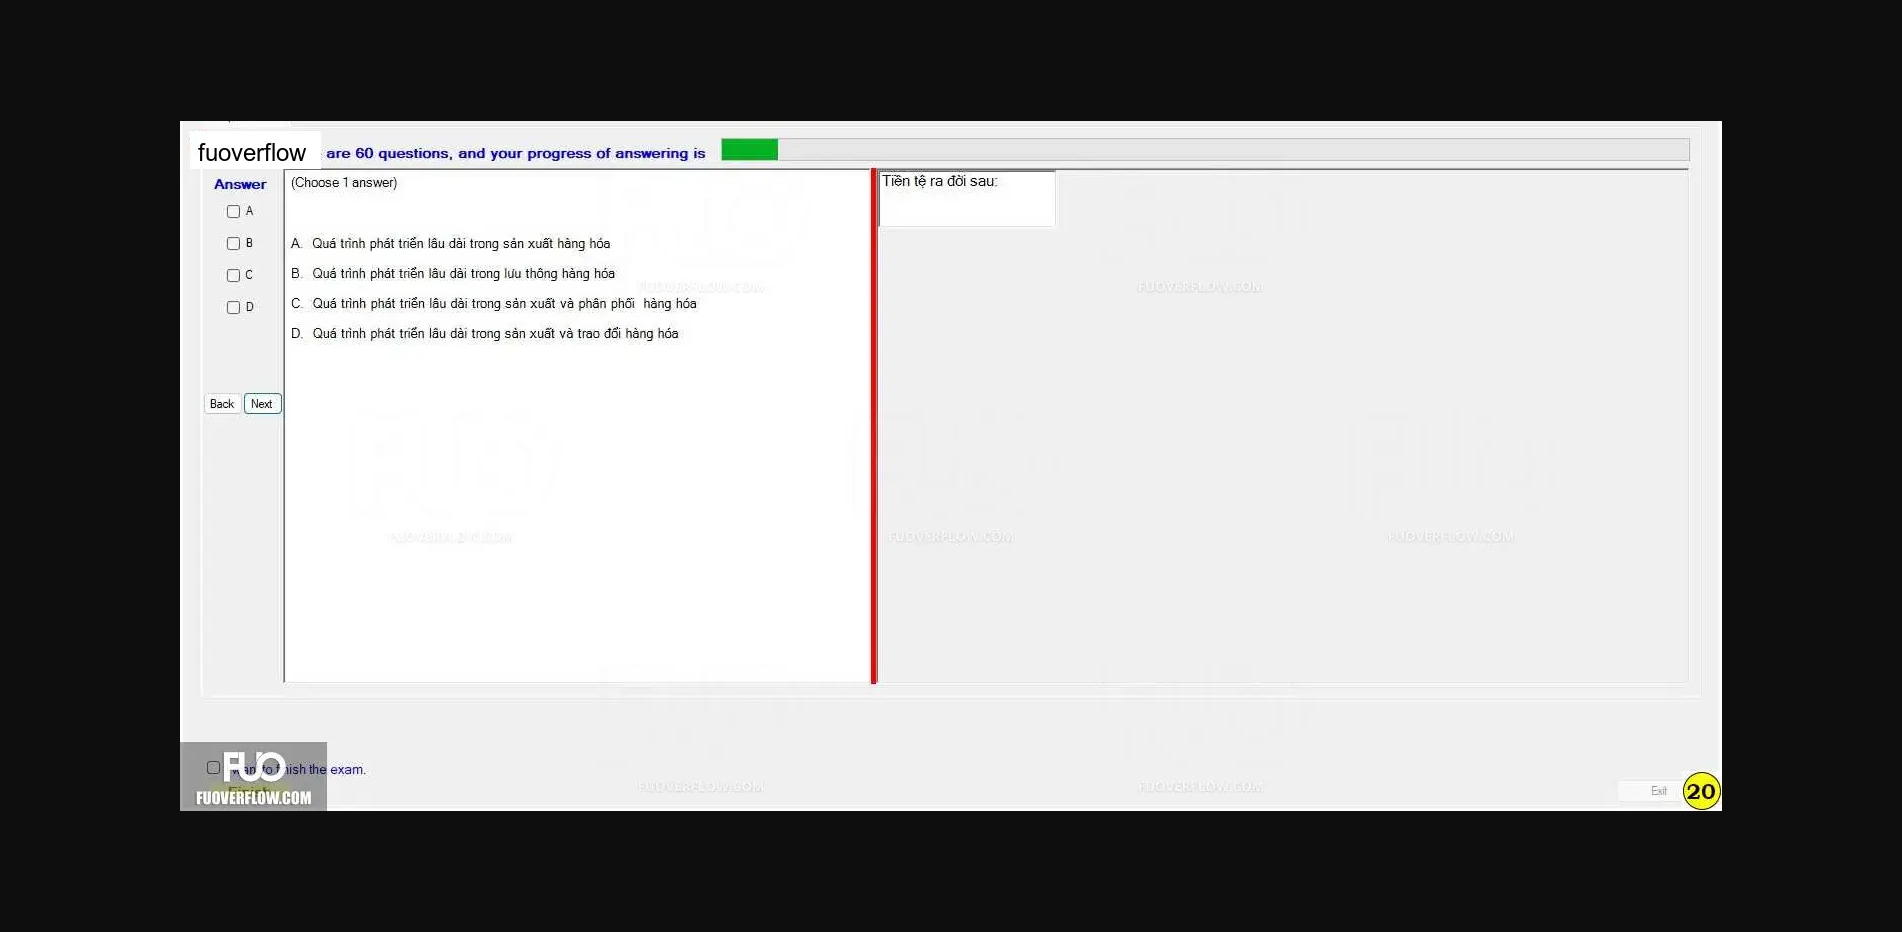 fuoverflow are 60 questions, and your progress of answering is
Answer
(Choose 1 answer)
Tiền tệ ra đời sau:
A
B
C
D
A. Quá trình phát triển lâu dài trong sản xuất hàng hóa
B. Quá trình phát triển lâu dài trong lưu thông hàng hóa
C. Quá trình phát triển lâu dài trong sản xuất và phân phối hàng hóa
D. Quá trình phát triển lâu dài trong sản xuất và trao đổi hàng hóa
Back Next
FUOVERFLOW.COM
FUOVERFLOW.COM
FUOVERFLOW.COM
FUOVERFLOW.COM
FUOVERFLOW.COM
FUO
want to finish the exam.
Finish
FUOVERFLOW.COM
FUOVERFLOW.COM
FUOVERFLOW.COM
Exit
20